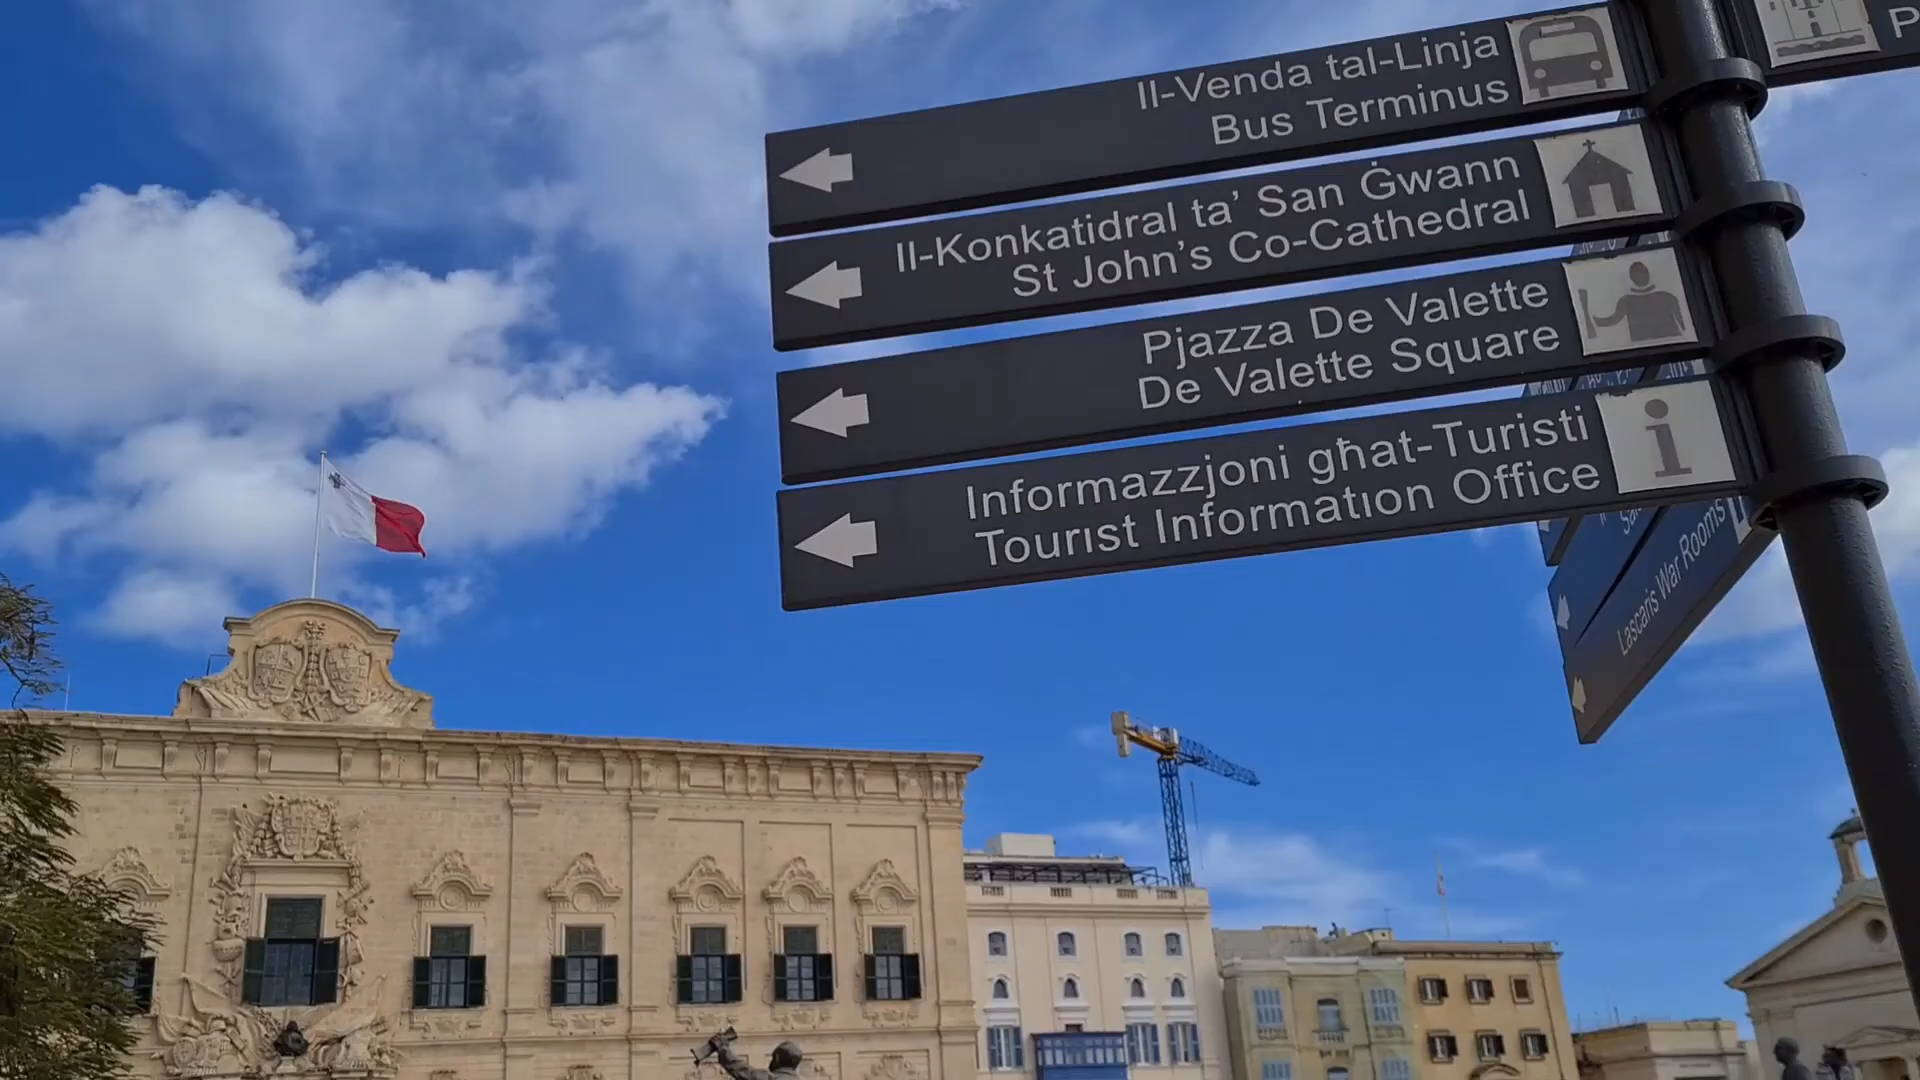 Il-Venda tal-Linja
Bus Terminus
Il-Konkatidral ta’ San Ġwann
St John’s Co-Cathedral
Pjazza De Valette
De Valette Square
Informazzjoni għat-Turisti
Tourist Information Office
Lascaris War Rooms